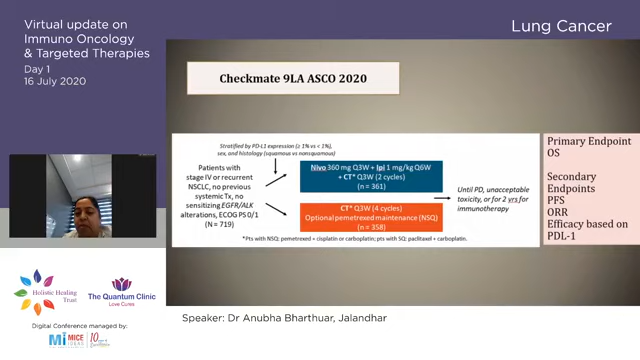 Virtual update on
Immuno Oncology
& Targeted Therapies
Day 1
16 July 2020
Lung Cancer
Checkmate 9LA ASCO 2020
Stratified by PD-L1 expression (≥ 1% vs < 1%),
sex, and histology (squamous vs nonsquamous)
Patients with
stage IV or recurrent
NSCLC, no previous
systemic Tx, no
sensitizing EGFR/ALK
alterations, ECOG PS 0/1
(N = 719)
Nivo 360 mg Q3W + Ipi 1 mg/kg Q6W
+ CT* Q3W (2 cycles)
(n = 361)
CT* Q3W (4 cycles)
Optional pemetrexed maintenance (NSQ)
(n = 358)
Until PD, unacceptable
toxicity, or for 2 yrs for
immunotherapy
*Pts with NSQ: pemetrexed + cisplatin or carboplatin; pts with SQ: paclitaxel + carboplatin.
Primary Endpoint
OS
Secondary
Endpoints
PFS
ORR
Efficacy based on
PDL-1
Holistic Healing
Trust
The Quantum Clinic
Love Cures
Digital Conference managed by:
Mi MICE
10
Speaker: Dr Anubha Bharthuar, Jalandhar